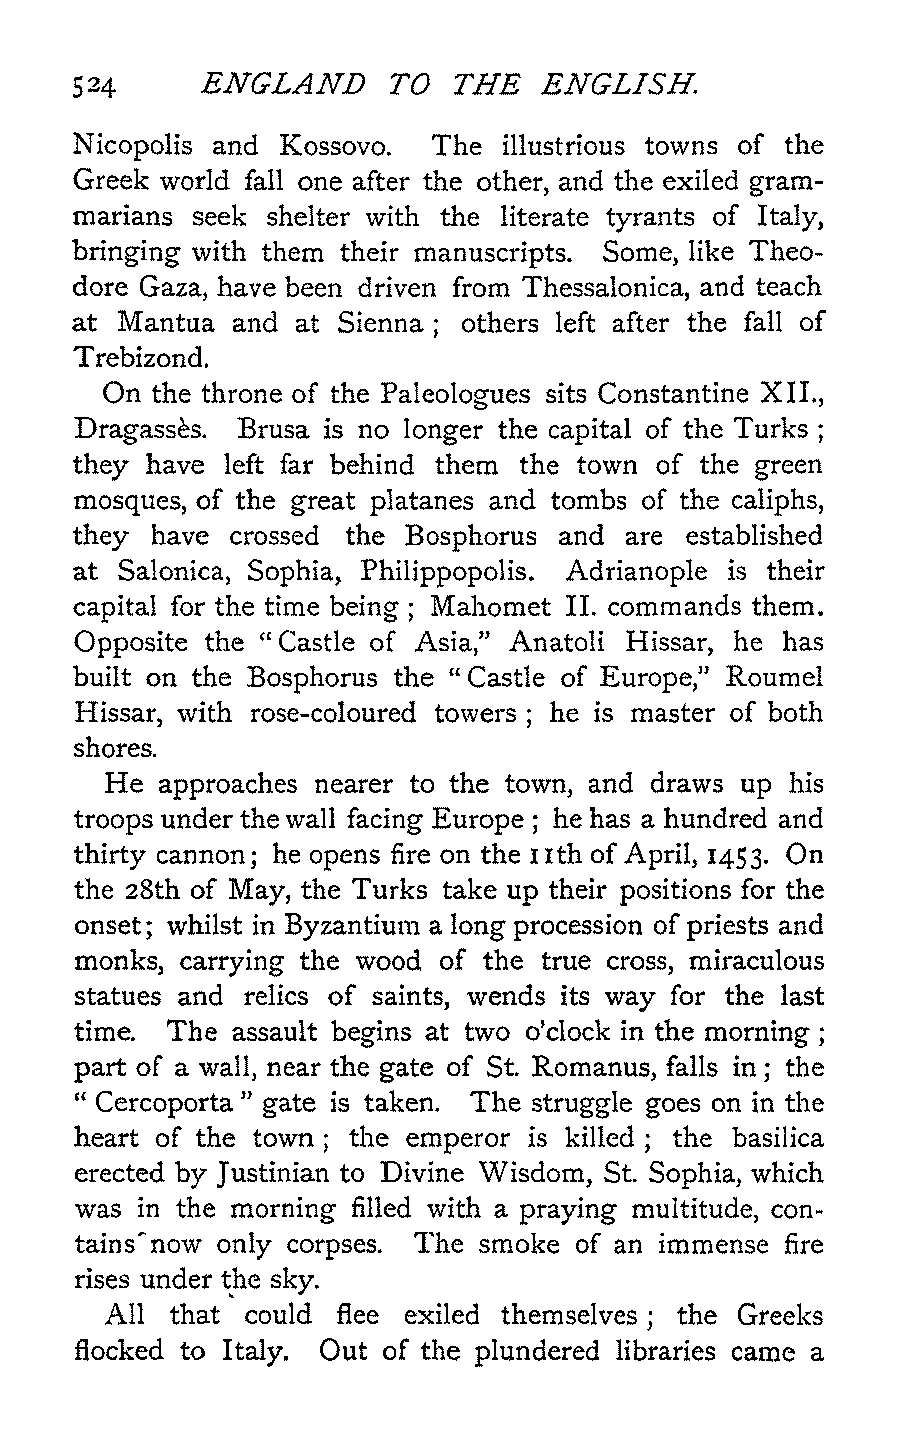 524 ENGLAND TO THE ENGLISH.
Nicopolis and Kossovo. The illustrious towns of the
Greek world fall one after the other, and the exiled gram-
marians seek shelter with the literate tyrants of Italy,
bringing with them their manuscripts. Some, like Theo-
dore Gaza, have been driven from Thessalonica, and teach
at Mantua and at Sienna ; others left after the fall of
Trebizond.
On the throne of the Paleologues sits Constantine XII.,
Dragassès. Brusa is no longer the capital of the Turks ;
they have left far behind them the town of the green
mosques, of the great platanes and tombs of the caliphs,
they have crossed the Bosphorus and are established
at Salonica, Sophia, Philippopolis. Adrianople is their
capital for the time being ; Mahomet II. commands them.
Opposite the "Castle of Asia," Anatoli Hissar, he has
built on the Bosphorus the "Castle of Europe," Roumel
Hissar, with rose-coloured towers ; he is master of both
shores.
He approaches nearer to the town, and draws up his
troops under the wall facing Europe ; he has a hundred and
thirty cannon ; he opens fire on the 11th of April, 1453. On
the 28th of May, the Turks take up their positions for the
onset ; whilst in Byzantium a long procession of priests and
monks, carrying the wood of the true cross, miraculous
statues and relics of saints, wends its way for the last
time. The assault begins at two o'clock in the morning ;
part of a wall, near the gate of St. Romanus, falls in ; the
" Cercoporta " gate is taken. The struggle goes on in the
heart of the town ; the emperor is killed ; the basilica
erected by Justinian to Divine Wisdom, St. Sophia, which
was in the morning filled with a praying multitude, con-
tains now only corpses. The smoke of an immense fire
rises under the sky.
All that could flee exiled themselves ; the Greeks
flocked to Italy. Out of the plundered libraries came a